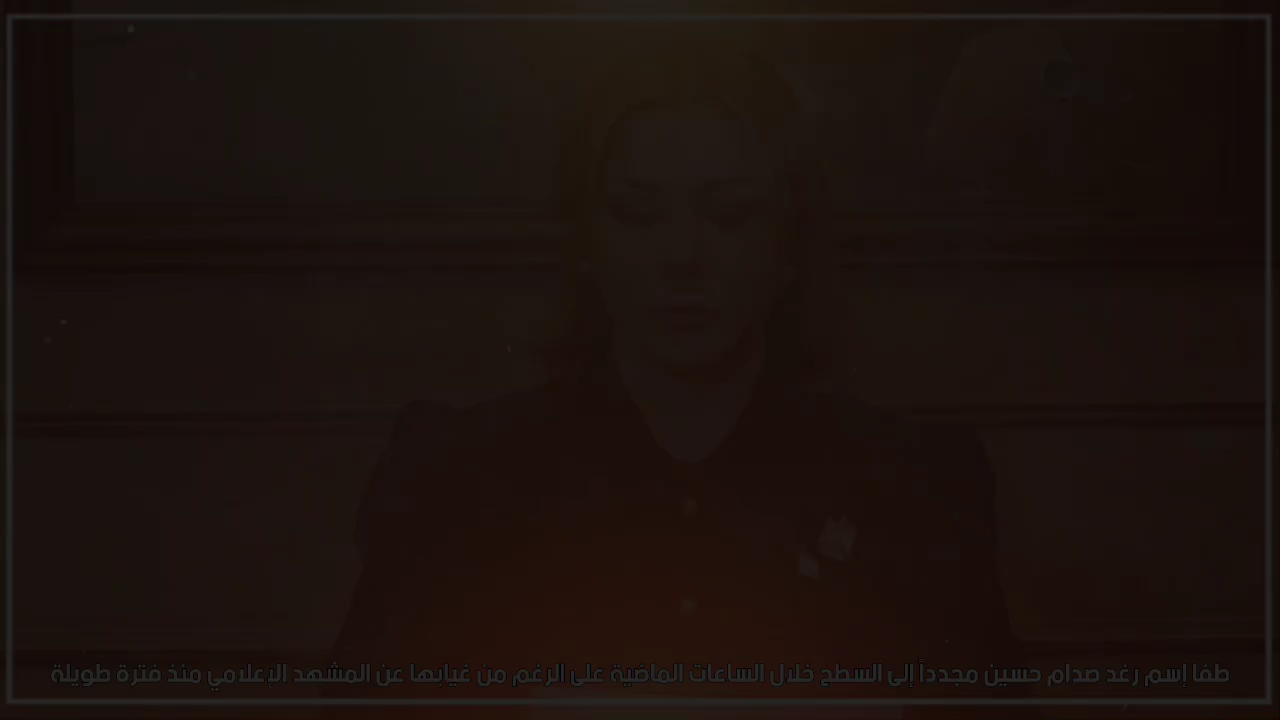 طفا إسم رغد صدام حسين مجدداً إلى السطح خلال الساعات الماضية على الرغم من غيابها عن المشهد الإعلامي منذ فترة طويلة